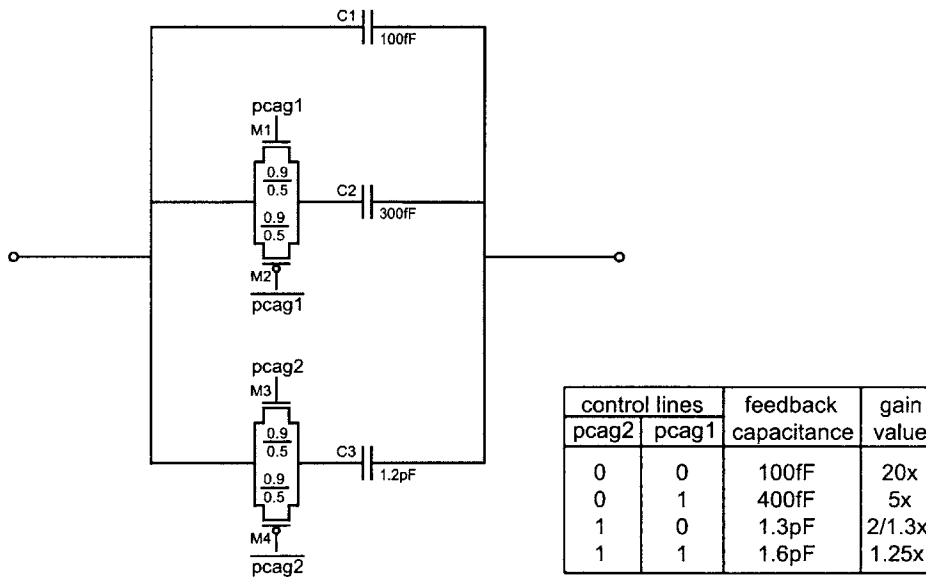 C1
100fF
pcag1
M1
0.9
0.5
C2
300fF
0.9
0.5
M2
pcag1
pcag2
M3
0.9
0.5
C3
1.2pF
0.9
0.5
M4
pcag2
control lines feedback gain
pcag2 pcag1 capacitance value
0 0 100fF 20x
0 1 400fF 5x
1 0 1.3pF 2/1.3x
1 1 1.6pF 1.25x